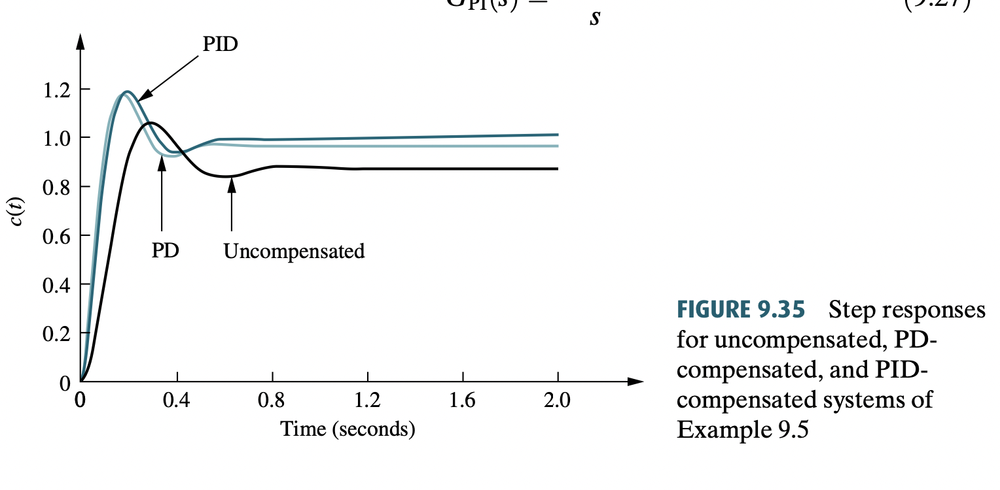 G_PI(s) =
s
(9.27)
PID
1.2
1.0
0.8
c(t)
0.6
PD Uncompensated
0.4
0.2
0
0 0.4 0.8 1.2 1.6 2.0
Time (seconds)
FIGURE 9.35 Step responses
for uncompensated, PD-
compensated, and PID-
compensated systems of
Example 9.5